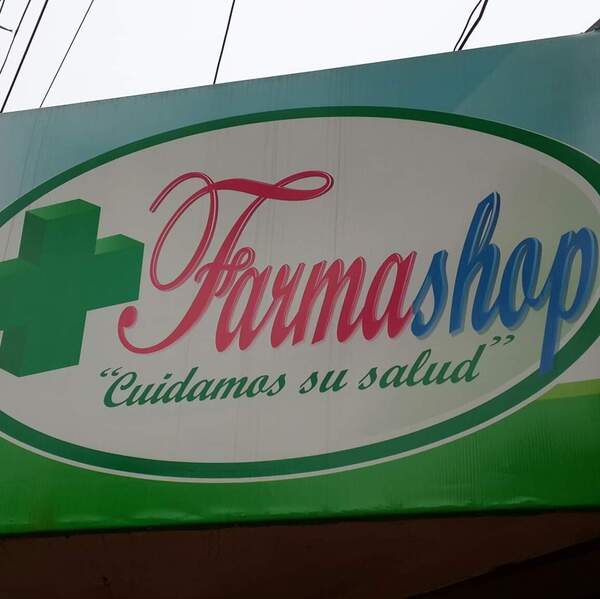 Farmashop
“Cuidamos su salud”